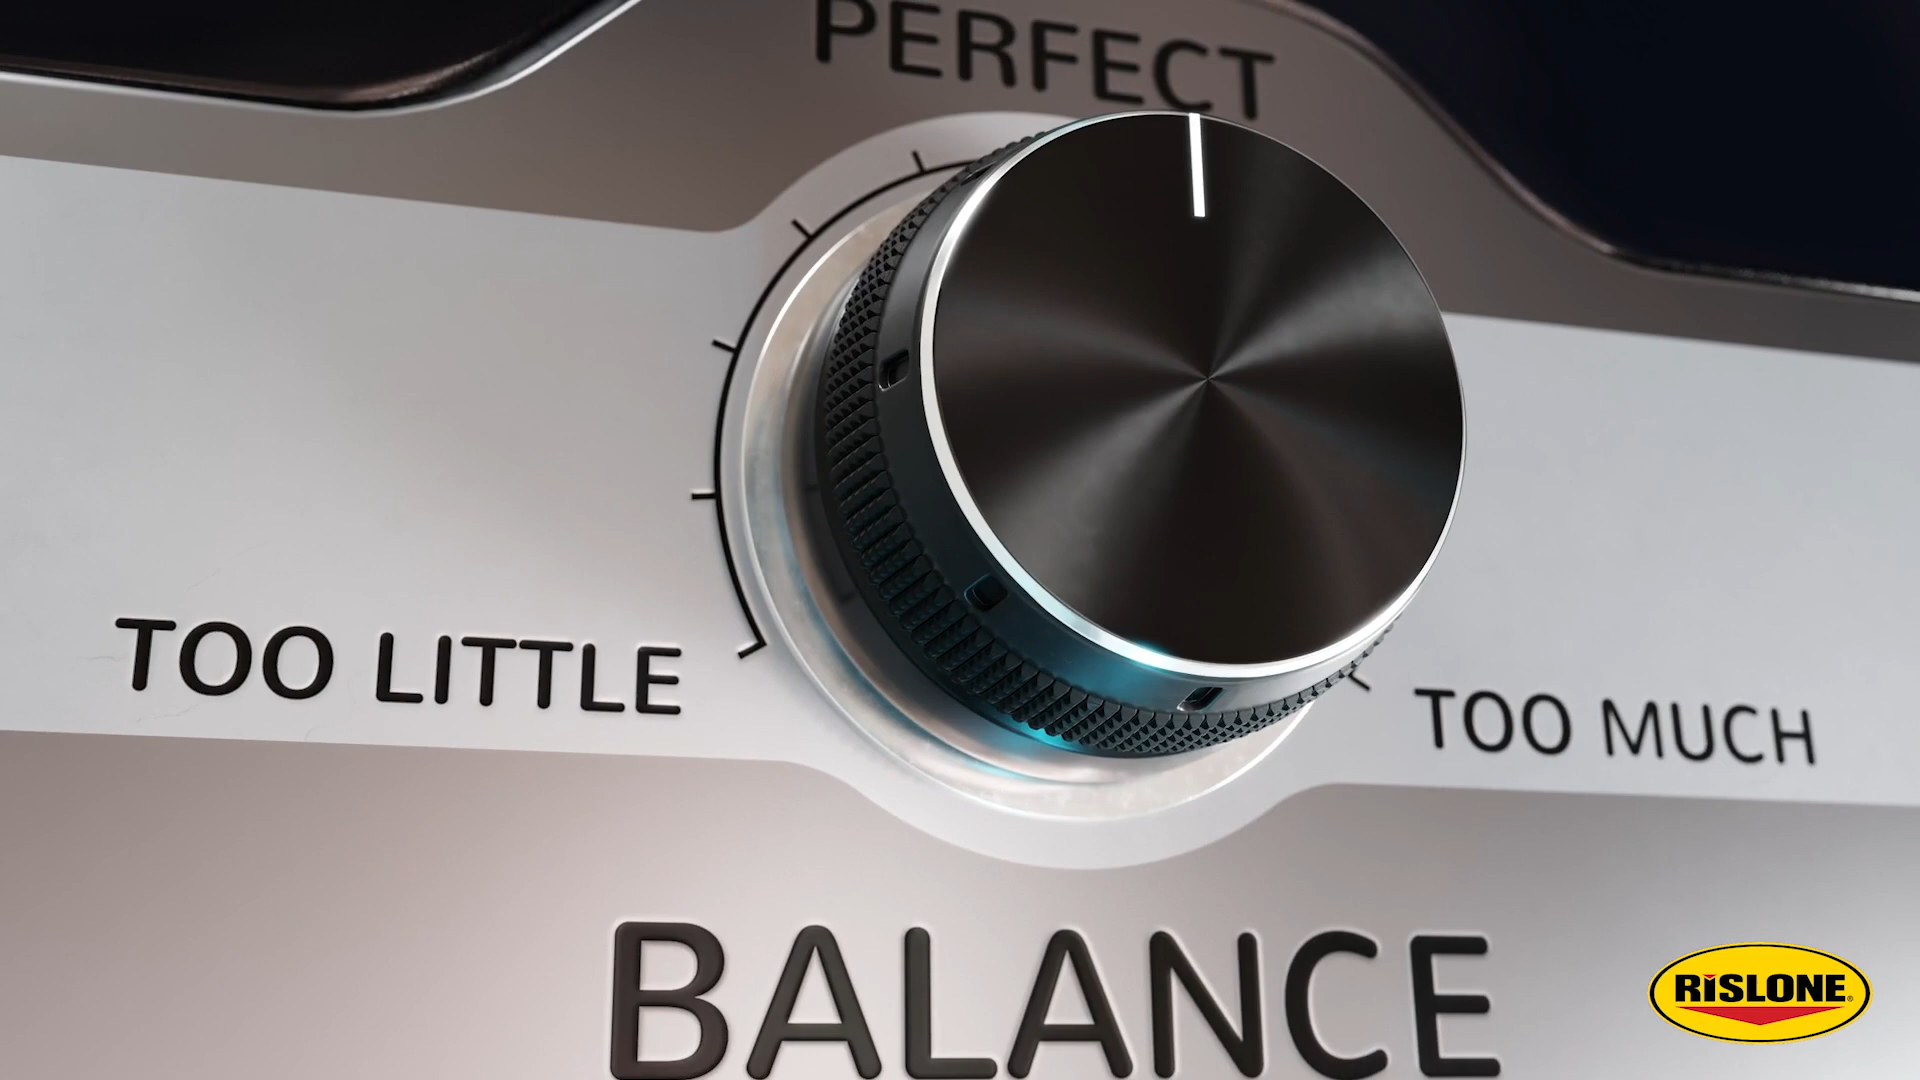 PERFECT
TOO LITTLE
TOO MUCH
BALANCE
RiSLONE®